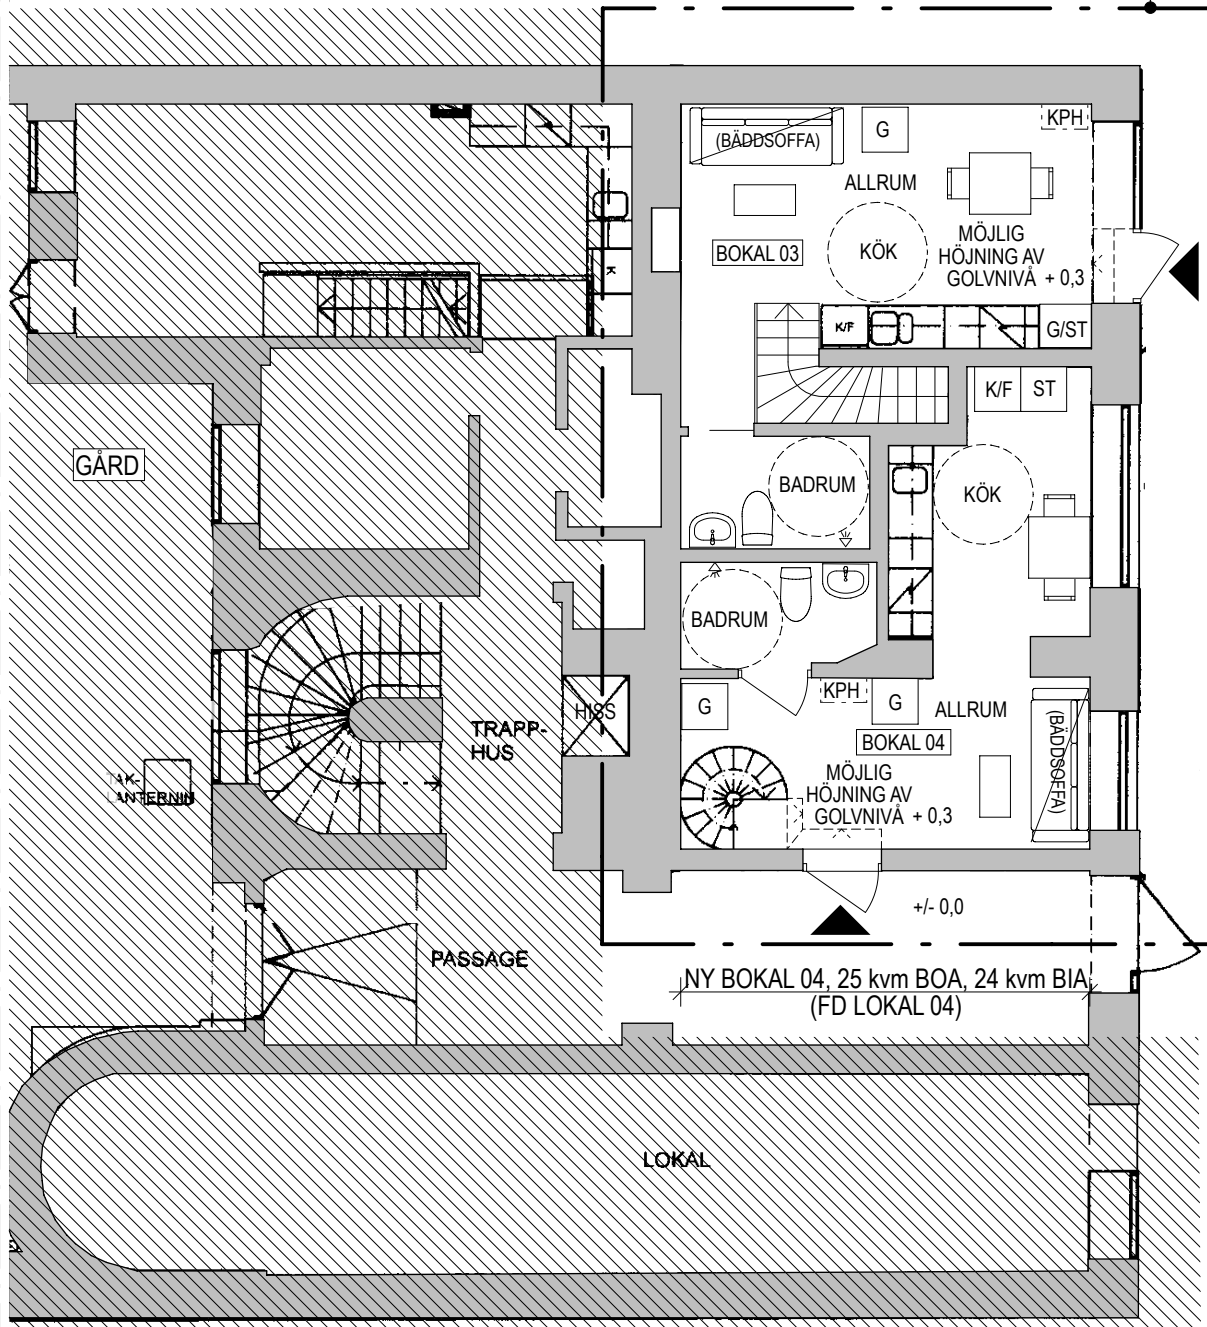 KPH
(BÄDDSOFFA)
G
ALLRUM
MÖJLIG
HÖJNING AV
GOLVNIVÅ + 0,3
BOKAL 03
KÖK
K
K/F
G/ST
K/F
ST
GÅRD
BADRUM
KÖK
BADRUM
HISS
TRAPP-
HUS
G
KPH
G
ALLRUM
(BÄDDSOFFA)
BOKAL 04
MÖJLIG
HÖJNING AV
GOLVNIVÅ + 0,3
TAK-
LANTERNIN
+/- 0,0
PASSAGE
NY BOKAL 04, 25 kvm BOA, 24 kvm BIA
(FD LOKAL 04)
LOKAL